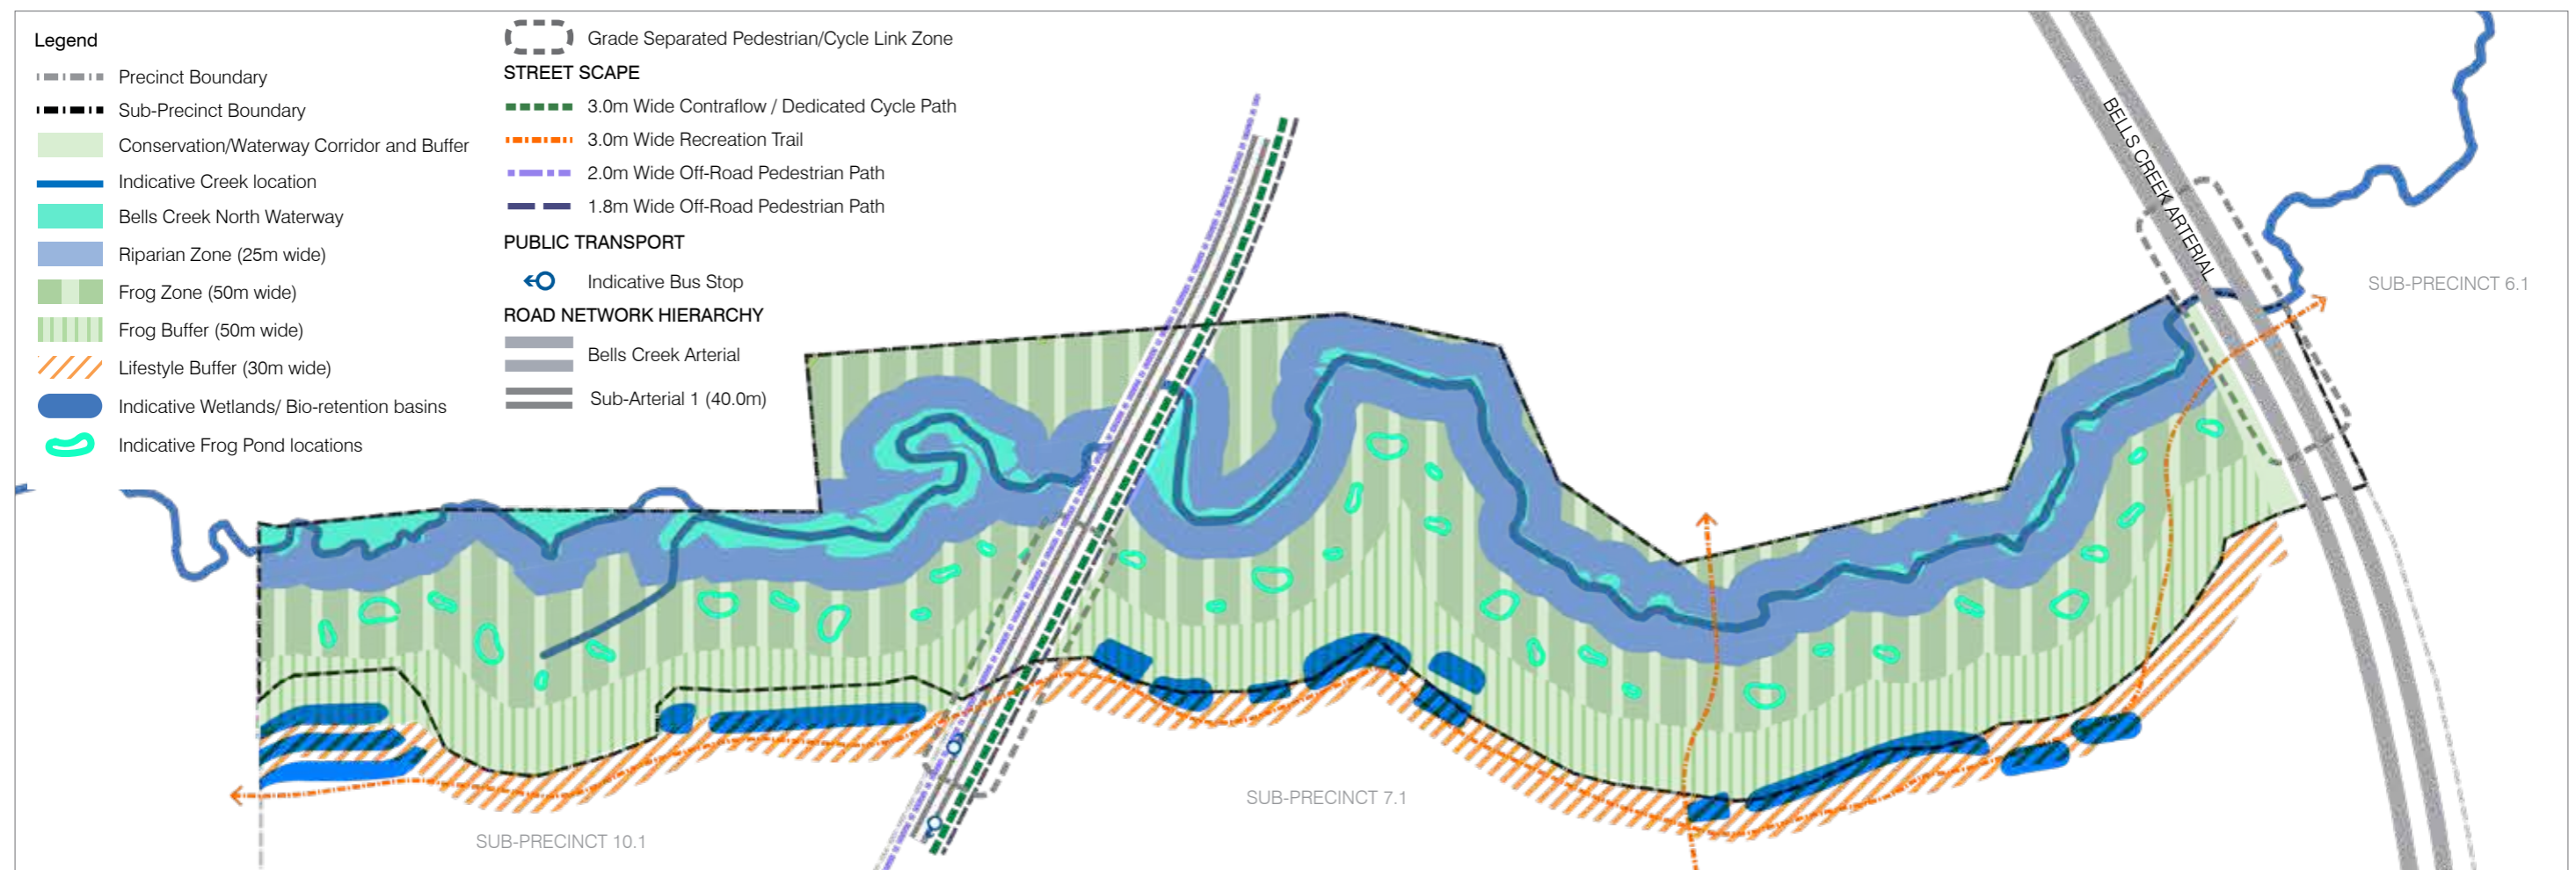 Legend
Precinct Boundary
Sub-Precinct Boundary
Conservation/Waterway Corridor and Buffer
Indicative Creek location
Bells Creek North Waterway
Riparian Zone (25m wide)
Frog Zone (50m wide)
Frog Buffer (50m wide)
Lifestyle Buffer (30m wide)
Indicative Wetlands/ Bio-retention basins
Indicative Frog Pond locations
Grade Separated Pedestrian/Cycle Link Zone
STREET SCAPE
3.0m Wide Contraflow / Dedicated Cycle Path
3.0m Wide Recreation Trail
2.0m Wide Off-Road Pedestrian Path
1.8m Wide Off-Road Pedestrian Path
PUBLIC TRANSPORT
Indicative Bus Stop
ROAD NETWORK HIERARCHY
Bells Creek Arterial
Sub-Arterial 1 (40.0m)
BELLS CREEK ARTERIAL
SUB-PRECINCT 6.1
SUB-PRECINCT 7.1
SUB-PRECINCT 10.1